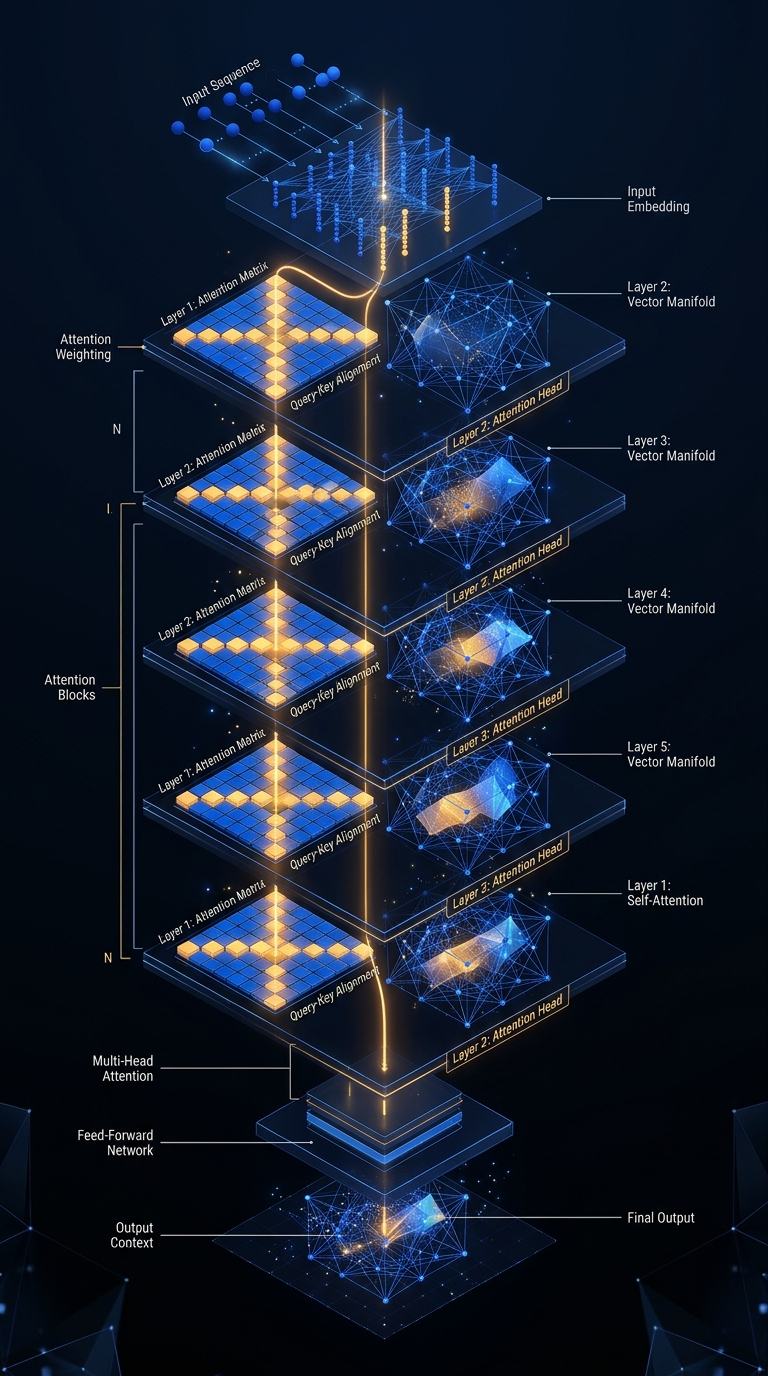 Input Sequence
Input
Embedding
Layer 1: Attention Matrix
Layer 2:
Vector Manifold
Attention
Weighting
Query-Key Alignment
Layer 2: Attention Head
N
Layer 2: Attention Matrix
Layer 3:
Vector Manifold
I
Query-Key Alignment
Layer 2: Attention Head
Layer 2: Attention Matrix
Layer 4:
Vector Manifold
Attention
Blocks
Query-Key Alignment
Layer 3: Attention Head
Layer 1: Attention Matrix
Layer 5:
Vector Manifold
Query-Key Alignment
Layer 3: Attention Head
Layer 1: Attention Matrix
Layer 1:
Self-Attention
N
Query-Key Alignment
Layer 2: Attention Head
Multi-Head
Attention
Feed-Forward
Network
Output
Context
Final Output